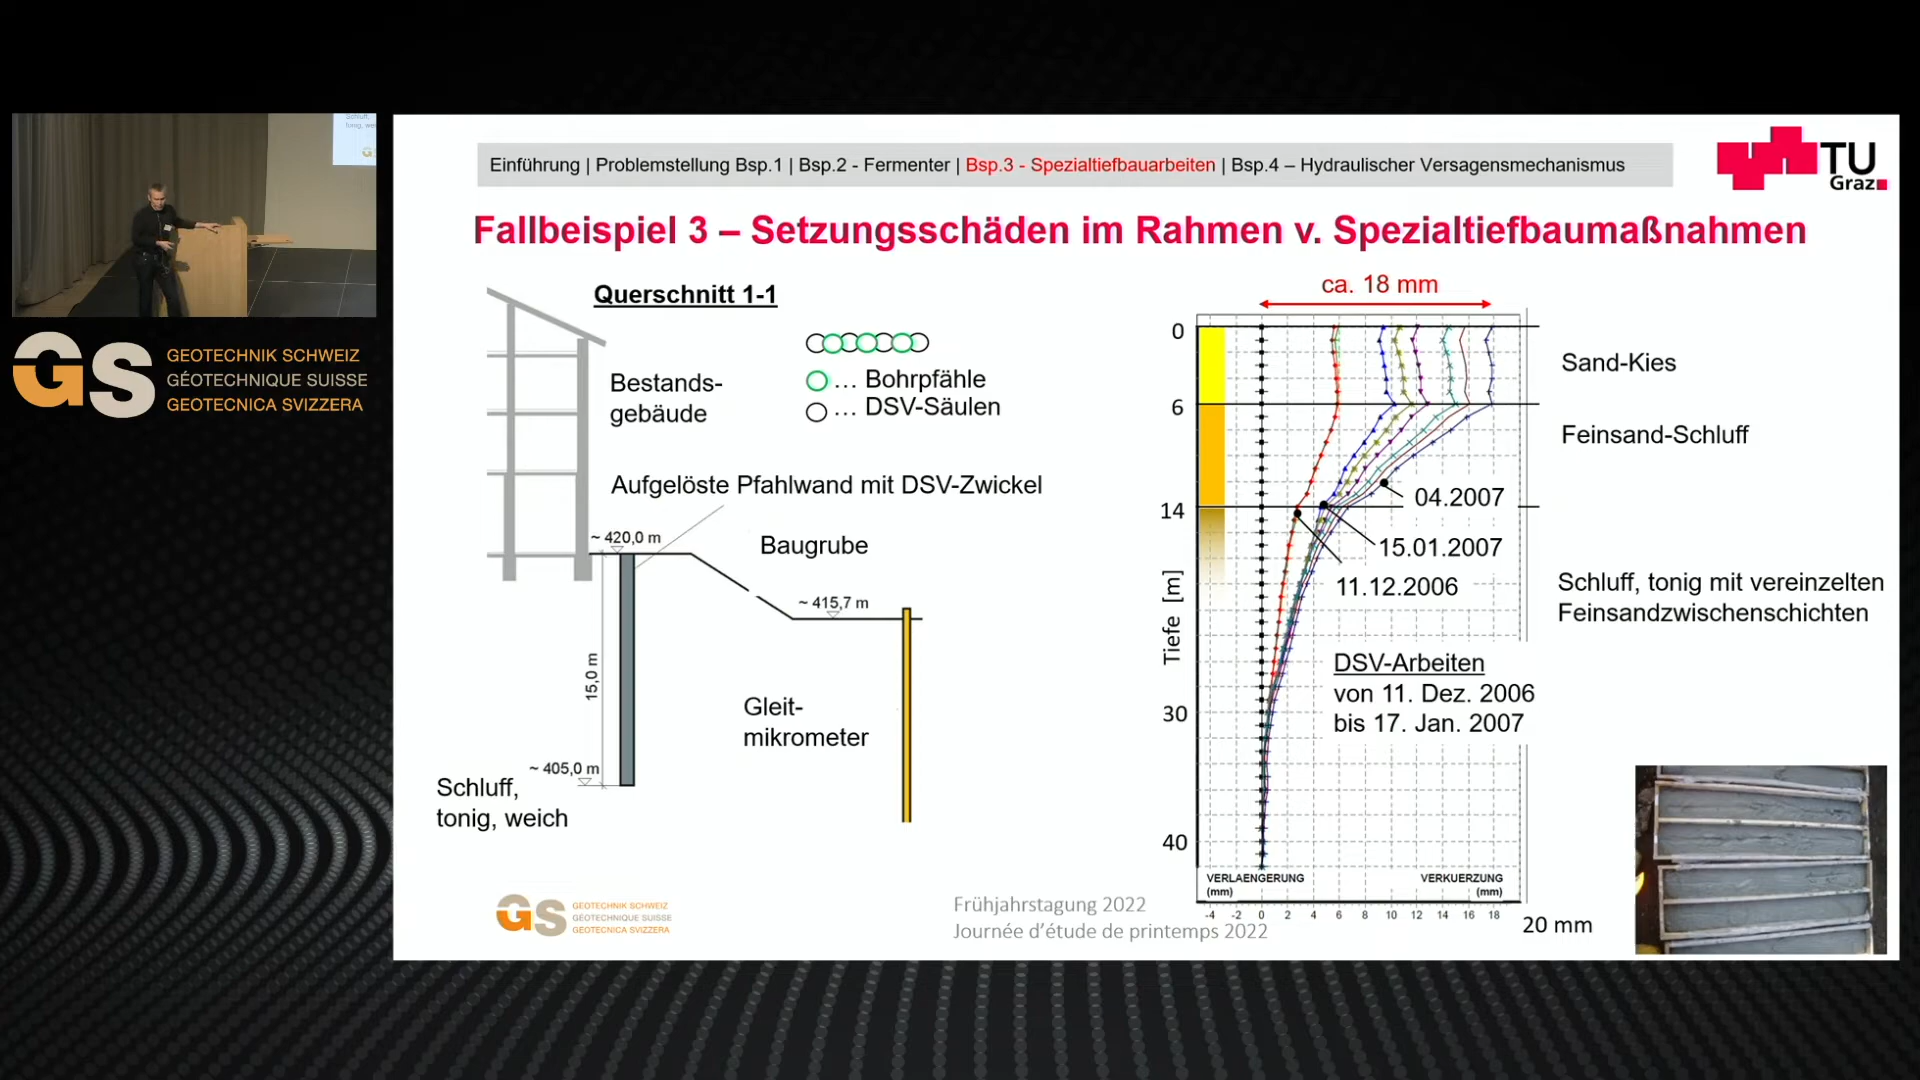 Einführung | Problemstellung Bsp.1 | Bsp.2 - Fermenter | Bsp.3 - Spezialtiefbauarbeiten | Bsp.4 – Hydraulischer Versagensmechanismus
TU
Graz
Fallbeispiel 3 – Setzungsschäden im Rahmen v. Spezialtiefbaumaßnahmen
GS
GEOTECHNIK SCHWEIZ
GÉOTECHNIQUE SUISSE
GEOTECNICA SVIZZERA
Querschnitt 1-1
Bestands-
gebäude
... Bohrpfähle
... DSV-Säulen
Aufgelöste Pfahlwand mit DSV-Zwickel
~ 420,0 m
Baugrube
~ 415,7 m
15,0 m
Gleit-
mikrometer
~ 405,0 m
Schluff,
tonig, weich
ca. 18 mm
0
6
14
30
40
Tiefe [m]
Sand-Kies
Feinsand-Schluff
04.2007
15.01.2007
11.12.2006
Schluff, tonig mit vereinzelten
Feinsandzwischenschichten
DSV-Arbeiten
von 11. Dez. 2006
bis 17. Jan. 2007
VERLAENGERUNG
(mm)
VERKUERZUNG
(mm)
-4 -2 0 2 4 6 8 10 12 14 16 18
20 mm
GS
GEOTECHNIK SCHWEIZ
GÉOTECHNIQUE SUISSE
GEOTECNICA SVIZZERA
Frühjahrstagung 2022
Journée d'étude de printemps 2022